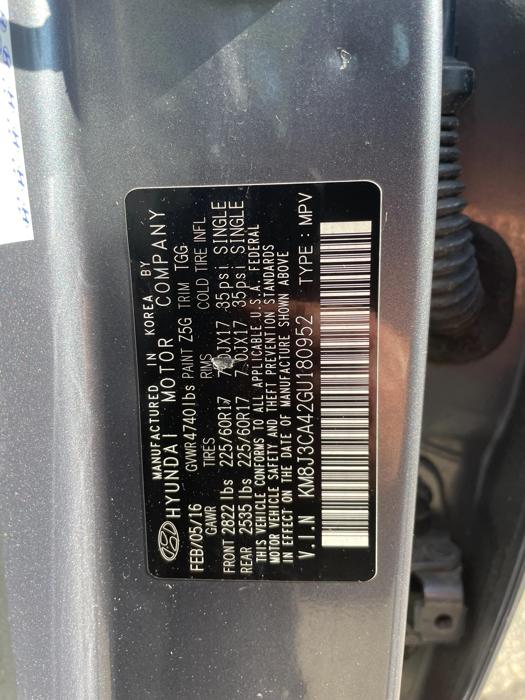 MANUFACTURED IN KOREA BY
HYUNDAI MOTOR COMPANY
FEB/05/16 GVWR 4740lbs PAINT Z5G TRIM TGG
GAWR TIRES RIMS COLD TIRE INFL
FRONT 2822 lbs 225/60R17 7.0JX17 35psi SINGLE
REAR 2535 lbs 225/60R17 7.0JX17 35psi SINGLE
THIS VEHICLE CONFORMS TO ALL APPLICABLE U.S.A. FEDERAL
MOTOR VEHICLE SAFETY AND THEFT PREVENTION STANDARDS
IN EFFECT ON THE DATE OF MANUFACTURE SHOWN ABOVE
V.I.N KM8J3CA42GU180952 TYPE : MPV